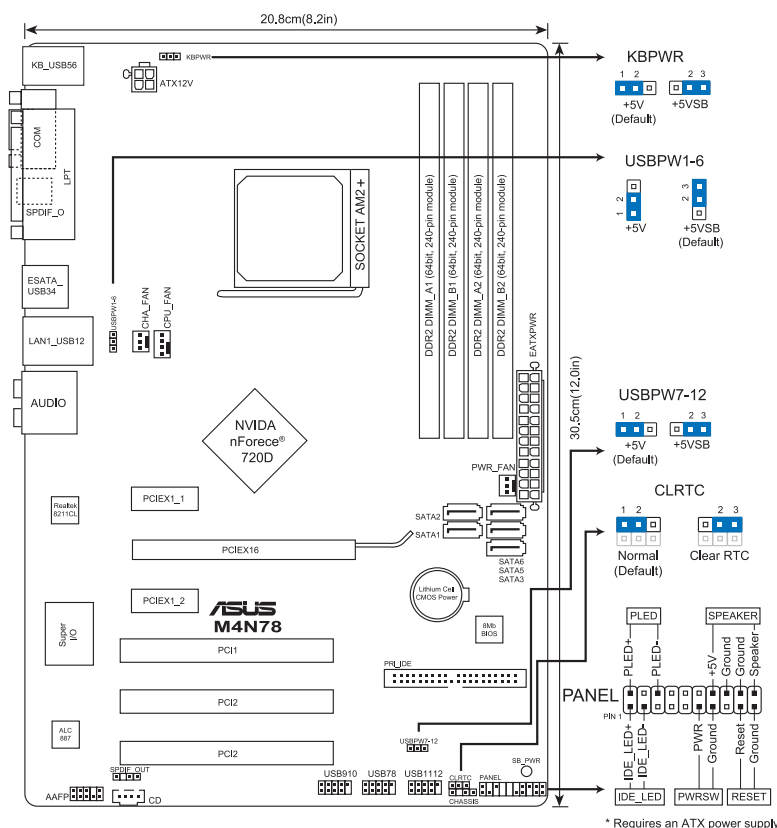 20.8cm(8.2in)
KB_USB56
KBPWR
ATX12V
COM
LPT
SPDIF_O
SOCKET AM2+
DDR2 DIMM_A1 (64bit, 240-pin module)
DDR2 DIMM_B1 (64bit, 240-pin module)
DDR2 DIMM_A2 (64bit, 240-pin module)
DDR2 DIMM_B2 (64bit, 240-pin module)
ESATA_
USB34
USBPW1-6
CHA_FAN
CPU_FAN
LAN1_USB12
AUDIO
EATXPWR
30.5cm(12.0in)
NVIDA
nForece®
720D
PWR_FAN
Realtek
8211CL
PCIEX1_1
SATA2
SATA1
SATA6
SATA5
SATA3
PCIEX16
Lithium Cell
CMOS Power
PCIEX1_2
Super
I/O
ASUS
M4N78
8Mb
BIOS
PCI1
PRI_IDE
PCI2
ALC
887
PCI2
USBPW7-12
SPDIF_OUT
SB_PWR
USB910
USB78
USB1112
CLRTC
PANEL
AAFP
CD
CHASSIS
KBPWR
1 2
2 3
+5V
(Default)
+5VSB
USBPW1-6
1 2
2 3
+5V
+5VSB
(Default)
USBPW7-12
1 2
2 3
+5V
(Default)
+5VSB
CLRTC
1 2
2 3
Normal
(Default)
Clear RTC
PLED
SPEAKER
PLED+
PLED-
+5V
Ground
Ground
Speaker
PANEL
PIN 1
IDE_LED+
IDE_LED-
PWR
Ground
Reset
Ground
IDE_LED
PWRSW
RESET
* Requires an ATX power supply